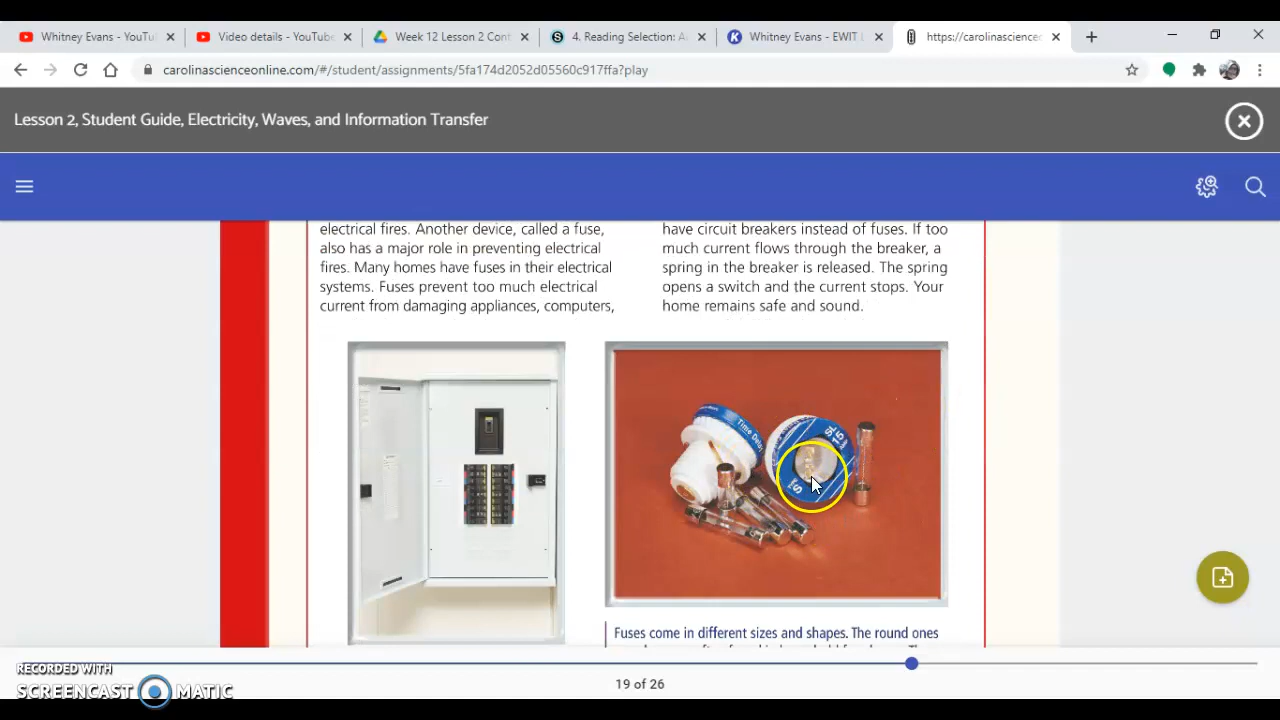 Whitney Evans - YouTu
Video details - YouTube
Week 12 Lesson 2 Cont
4. Reading Selection: A
Whitney Evans - EWIT L
https://carolinascience
carolinascienceonline.com/#/student/assignments/5fa174d2052d05560c917ffa?play
Lesson 2, Student Guide, Electricity, Waves, and Information Transfer
electrical fires. Another device, called a fuse,
also has a major role in preventing electrical
fires. Many homes have fuses in their electrical
systems. Fuses prevent too much electrical
current from damaging appliances, computers,
have circuit breakers instead of fuses. If too
much current flows through the breaker, a
spring in the breaker is released. The spring
opens a switch and the current stops. Your
home remains safe and sound.
Time Delay
SL
15
Fuses come in different sizes and shapes. The round ones
19 of 26
RECORDED WITH
SCREENCAST MATIC